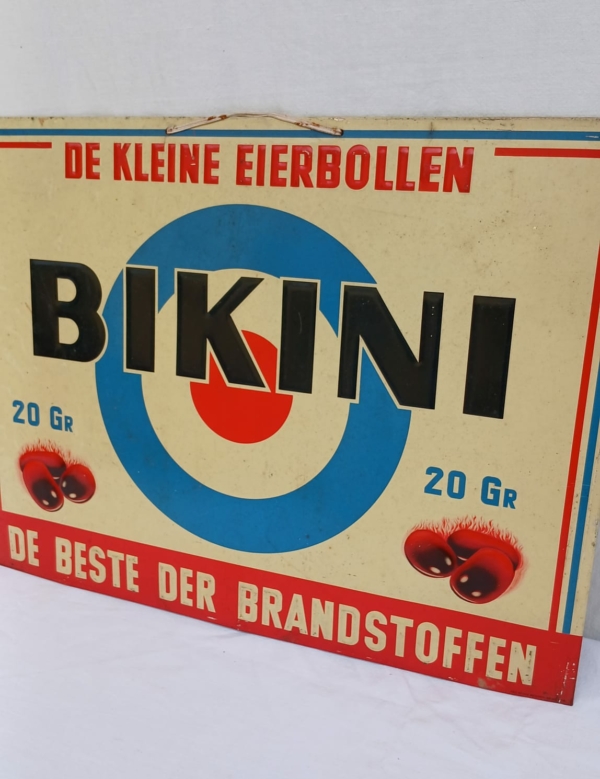 DE KLEINE EIERBOLLEN
BIKINI
20 GR
20 GR
DE BESTE DER BRANDSTOFFEN